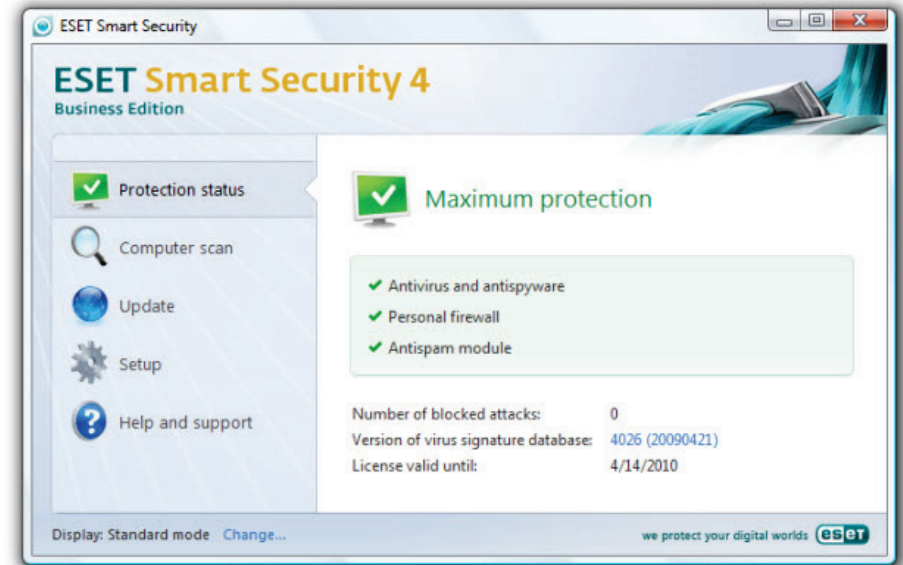 ESET Smart Security
ESET Smart Security 4
Business Edition
Protection status
Computer scan
Update
Setup
Help and support
Maximum protection
Antivirus and antispyware
Personal firewall
Antispam module
Number of blocked attacks: 0
Version of virus signature database: 4026 (20090421)
License valid until: 4/14/2010
Display: Standard mode Change...
we protect your digital worlds eset